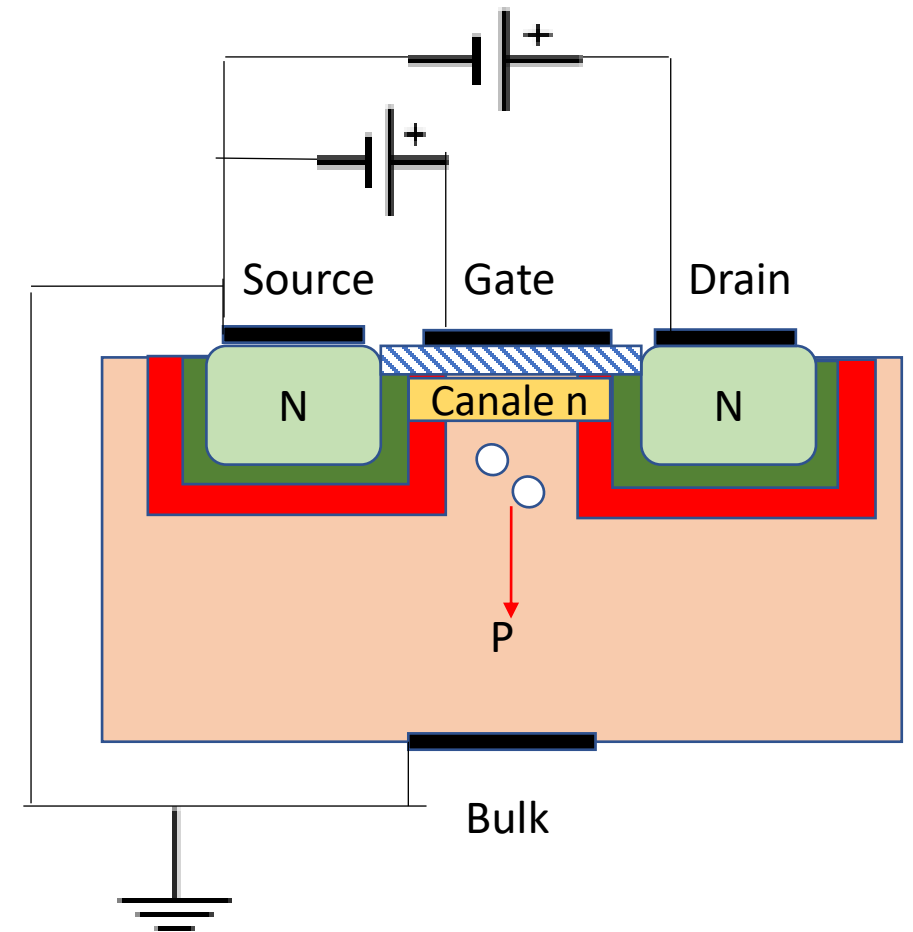 +
+
Source
Gate
Drain
N
Canale n
N
P
Bulk